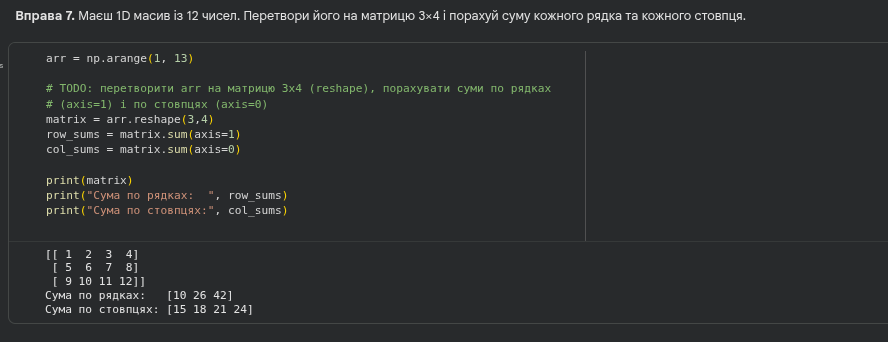 Вправа 7. Маєш 1D масив із 12 чисел. Перетвори його на матрицю 3×4 і порахуй суму кожного рядка та кожного стовпця.
arr = np.arange(1, 13)
# TODO: перетворити arr на матрицю 3x4 (reshape), порахувати суми по рядках
# (axis=1) і по стовпцях (axis=0)
matrix = arr.reshape(3,4)
row_sums = matrix.sum(axis=1)
col_sums = matrix.sum(axis=0)
print(matrix)
print("Сума по рядках:  ", row_sums)
print("Сума по стовпцях:", col_sums)
[[ 1  2  3  4]
 [ 5  6  7  8]
 [ 9 10 11 12]]
Сума по рядках:   [10 26 42]
Сума по стовпцях: [15 18 21 24]